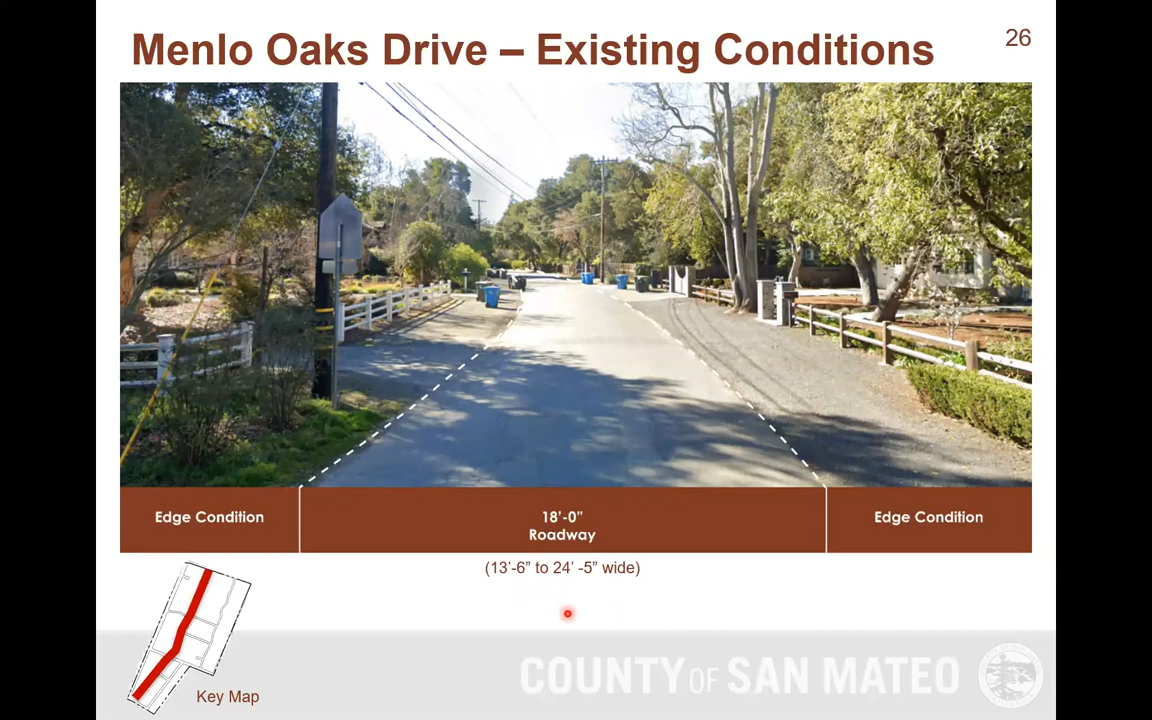 Menlo Oaks Drive – Existing Conditions
26
Edge Condition
18’-0”
Roadway
Edge Condition
(13’-6” to 24’ -5” wide)
Key Map
COUNTY OF SAN MATEO